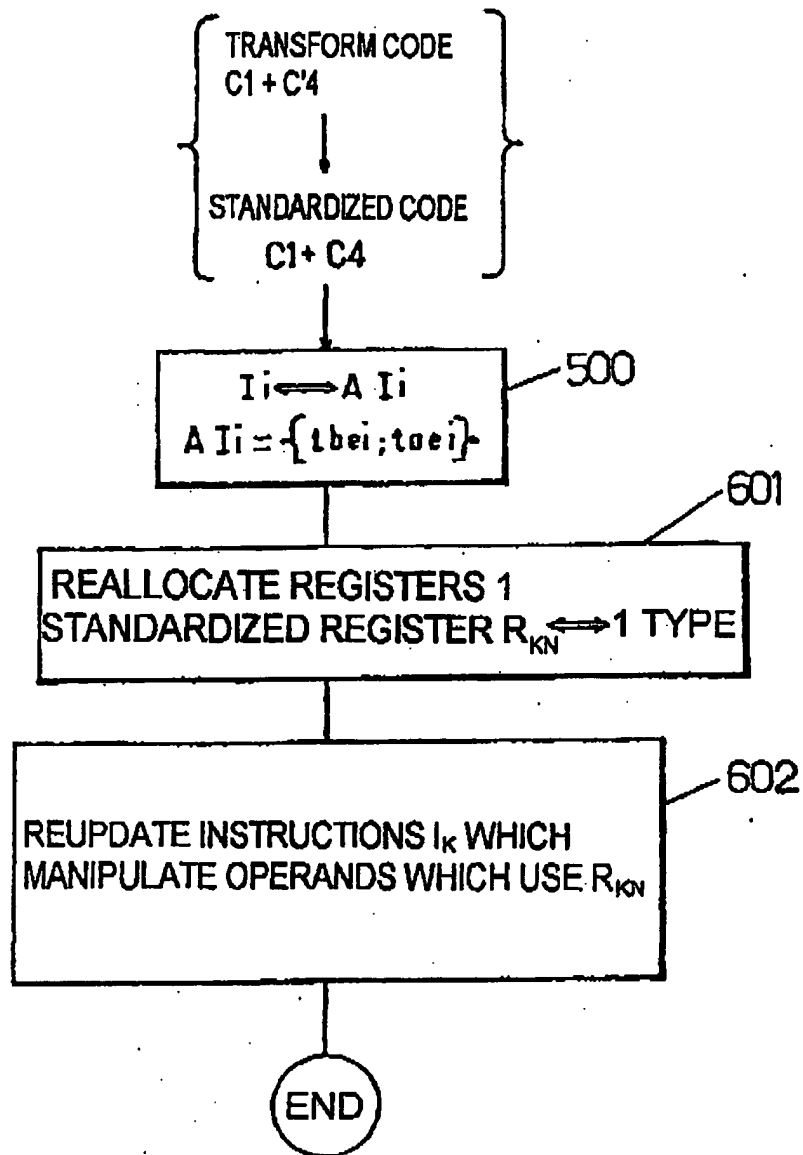 TRANSFORM CODE
C1 + C'4
STANDARDIZED CODE
C1 + C4
Ii⟺A Ii
A Ii = {tbei;taei}
500
REALLOCATE REGISTERS 1
STANDARDIZED REGISTER R_KN⟺1 TYPE
601
REUPDATE INSTRUCTIONS I_K WHICH
MANIPULATE OPERANDS WHICH USE R_KN
602
END